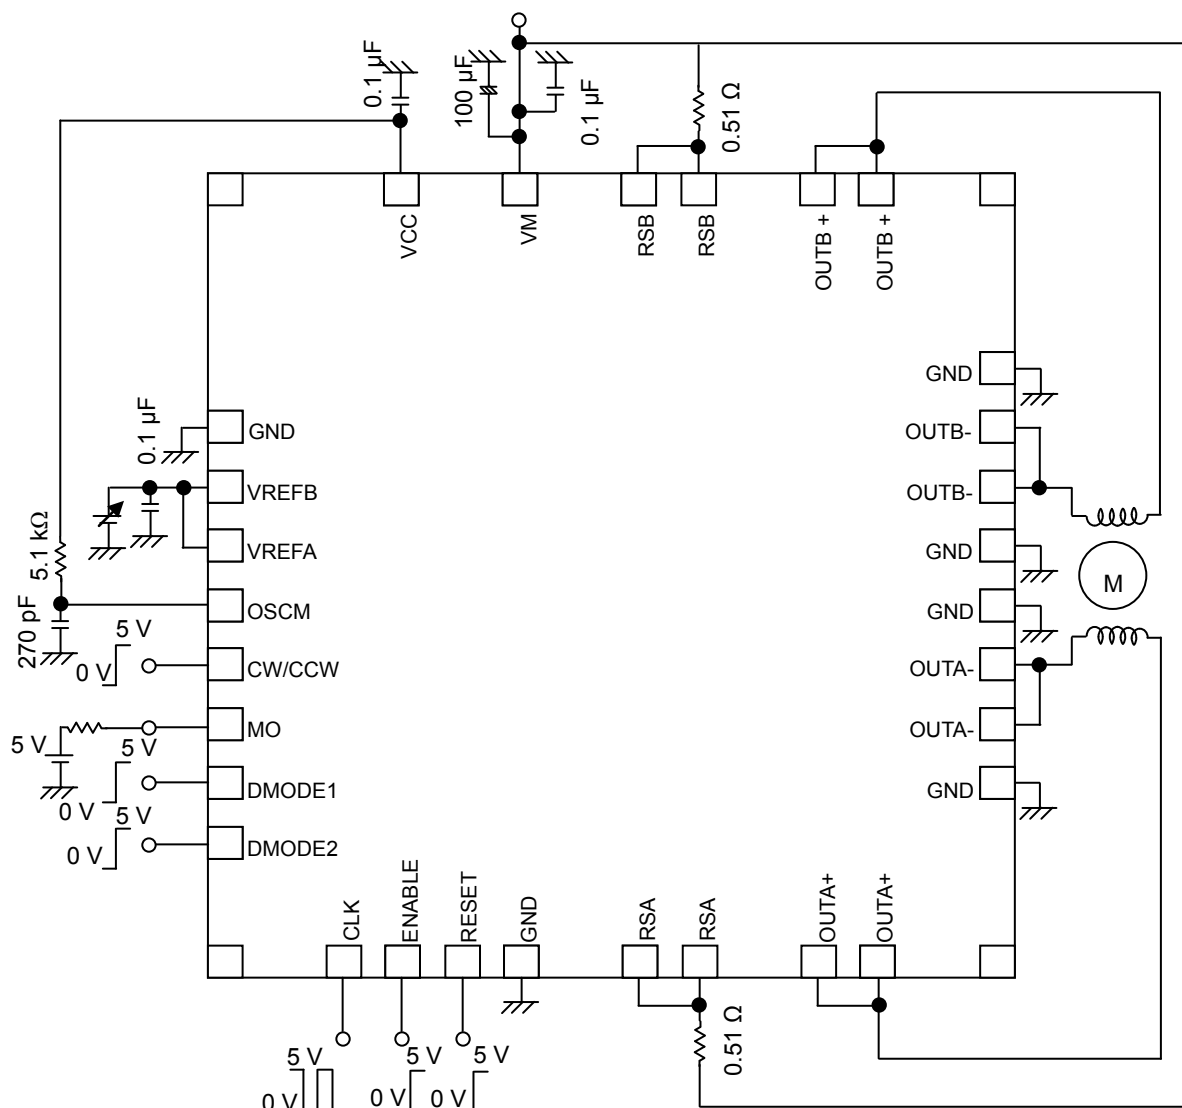 0.1 µF
100 µF
0.1 µF
0.51 Ω
VCC
VM
RSB
RSB
OUTB +
OUTB +
GND
OUTB-
OUTB-
GND
GND
OUTA-
OUTA-
GND
M
0.1 µF
GND
VREFB
VREFA
5.1 kΩ
OSCM
270 pF
5 V
0 V
CW/CCW
MO
5 V
5 V
0 V
DMODE1
5 V
0 V
DMODE2
CLK
ENABLE
RESET
GND
RSA
RSA
OUTA+
OUTA+
0.51 Ω
5 V
5 V
5 V
0 V
0 V
0 V